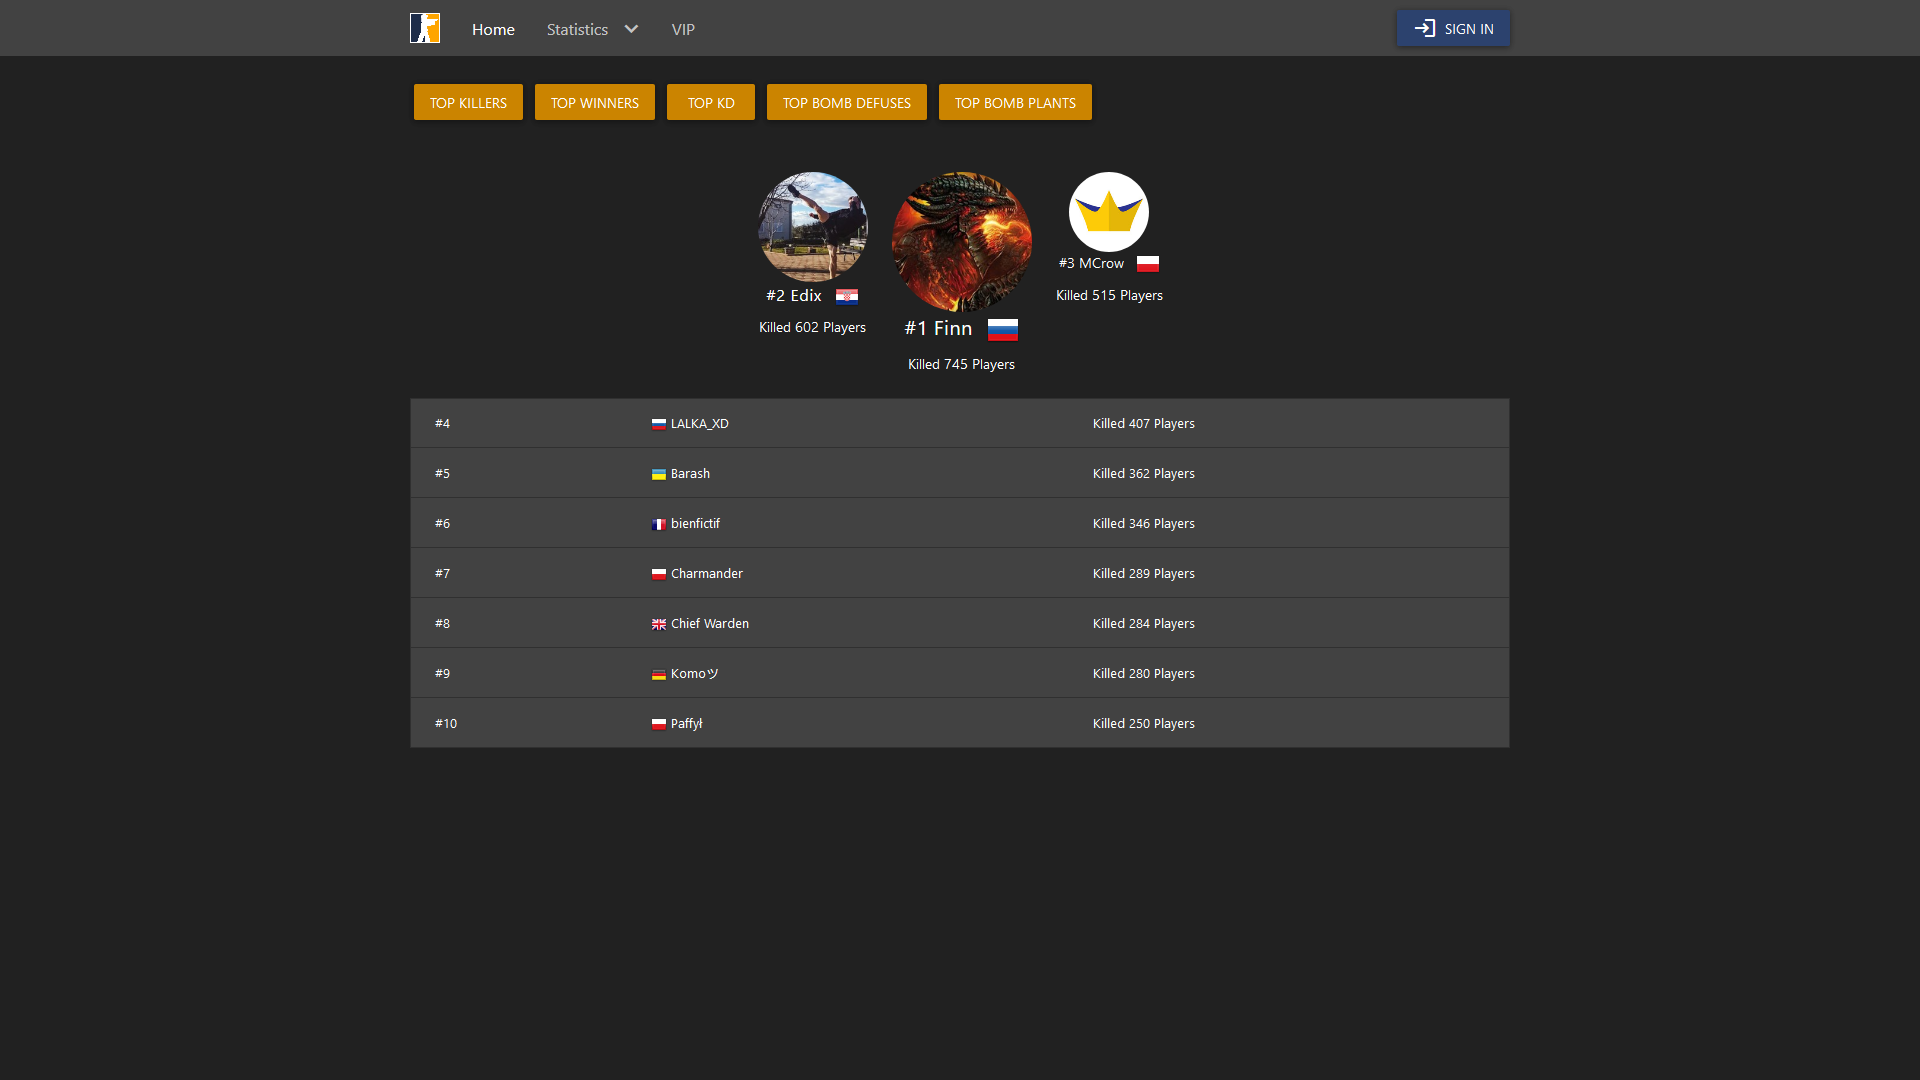 Home Statistics VIP SIGN IN
TOP KILLERS TOP WINNERS TOP KD TOP BOMB DEFUSES TOP BOMB PLANTS
#2 Edix
Killed 602 Players
#1 Finn
Killed 745 Players
#3 MCrow
Killed 515 Players
#4 LALKA_XD Killed 407 Players
#5 Barash Killed 362 Players
#6 bienfictif Killed 346 Players
#7 Charmander Killed 289 Players
#8 Chief Warden Killed 284 Players
#9 Komoツ Killed 280 Players
#10 Paffył Killed 250 Players